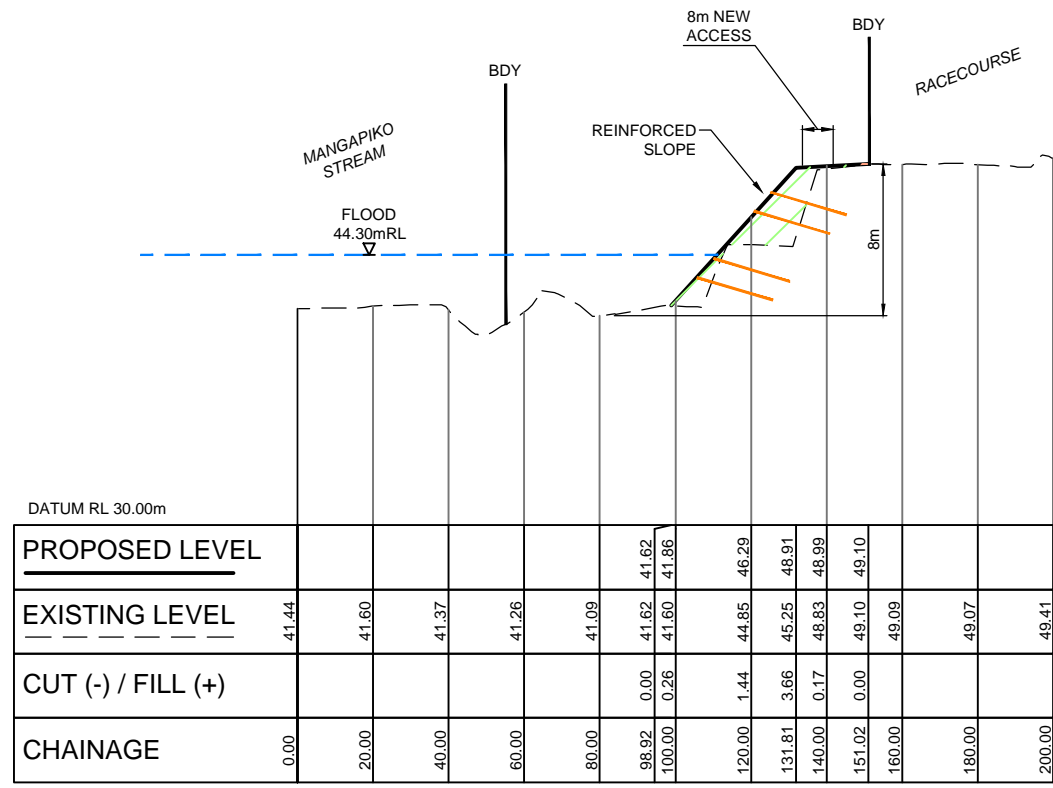 8m NEW
ACCESS
BDY
RACECOURSE
BDY
MANGAPIKO
STREAM
REINFORCED
SLOPE
FLOOD
44.30mRL
8m
DATUM RL 30.00m
PROPOSED LEVEL 41.62 41.86 46.29 48.91 48.99 49.10
EXISTING LEVEL 41.44 41.60 41.37 41.26 41.09 41.62 41.60 44.85 45.25 48.83 49.10 49.09 49.07 49.41
CUT (-) / FILL (+) 0.00 0.26 1.44 3.66 0.17 0.00
CHAINAGE 0.00 20.00 40.00 60.00 80.00 98.92 100.00 120.00 131.81 140.00 151.02 160.00 180.00 200.00